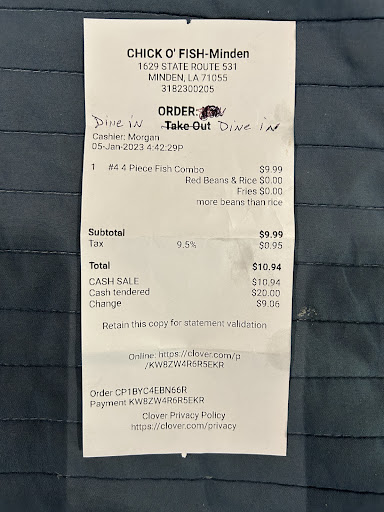 CHICK O' FISH-Minden
1629 STATE ROUTE 531
MINDEN, LA 71055
3182300205
ORDER:
Dine in Take Out Dine in
Cashier: Morgan
05-Jan-2023 4:42:29P
1 #4 4 Piece Fish Combo $9.99
Red Beans & Rice $0.00
Fries $0.00
more beans than rice
Subtotal $9.99
Tax 9.5% $0.95
Total $10.94
CASH SALE $10.94
Cash tendered $20.00
Change $9.06
Retain this copy for statement validation
Online: https://clover.com/p
/KW8ZW4R6R5EKR
Order CP1BYC4EBN66R
Payment KW8ZW4R6R5EKR
Clover Privacy Policy
https://clover.com/privacy